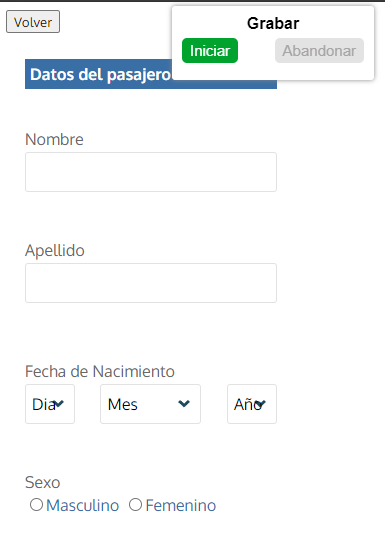 Volver
Grabar
Iniciar Abandonar
Datos del pasajero
Nombre
Apellido
Fecha de Nacimiento
Dia Mes Año
Sexo
Masculino Femenino